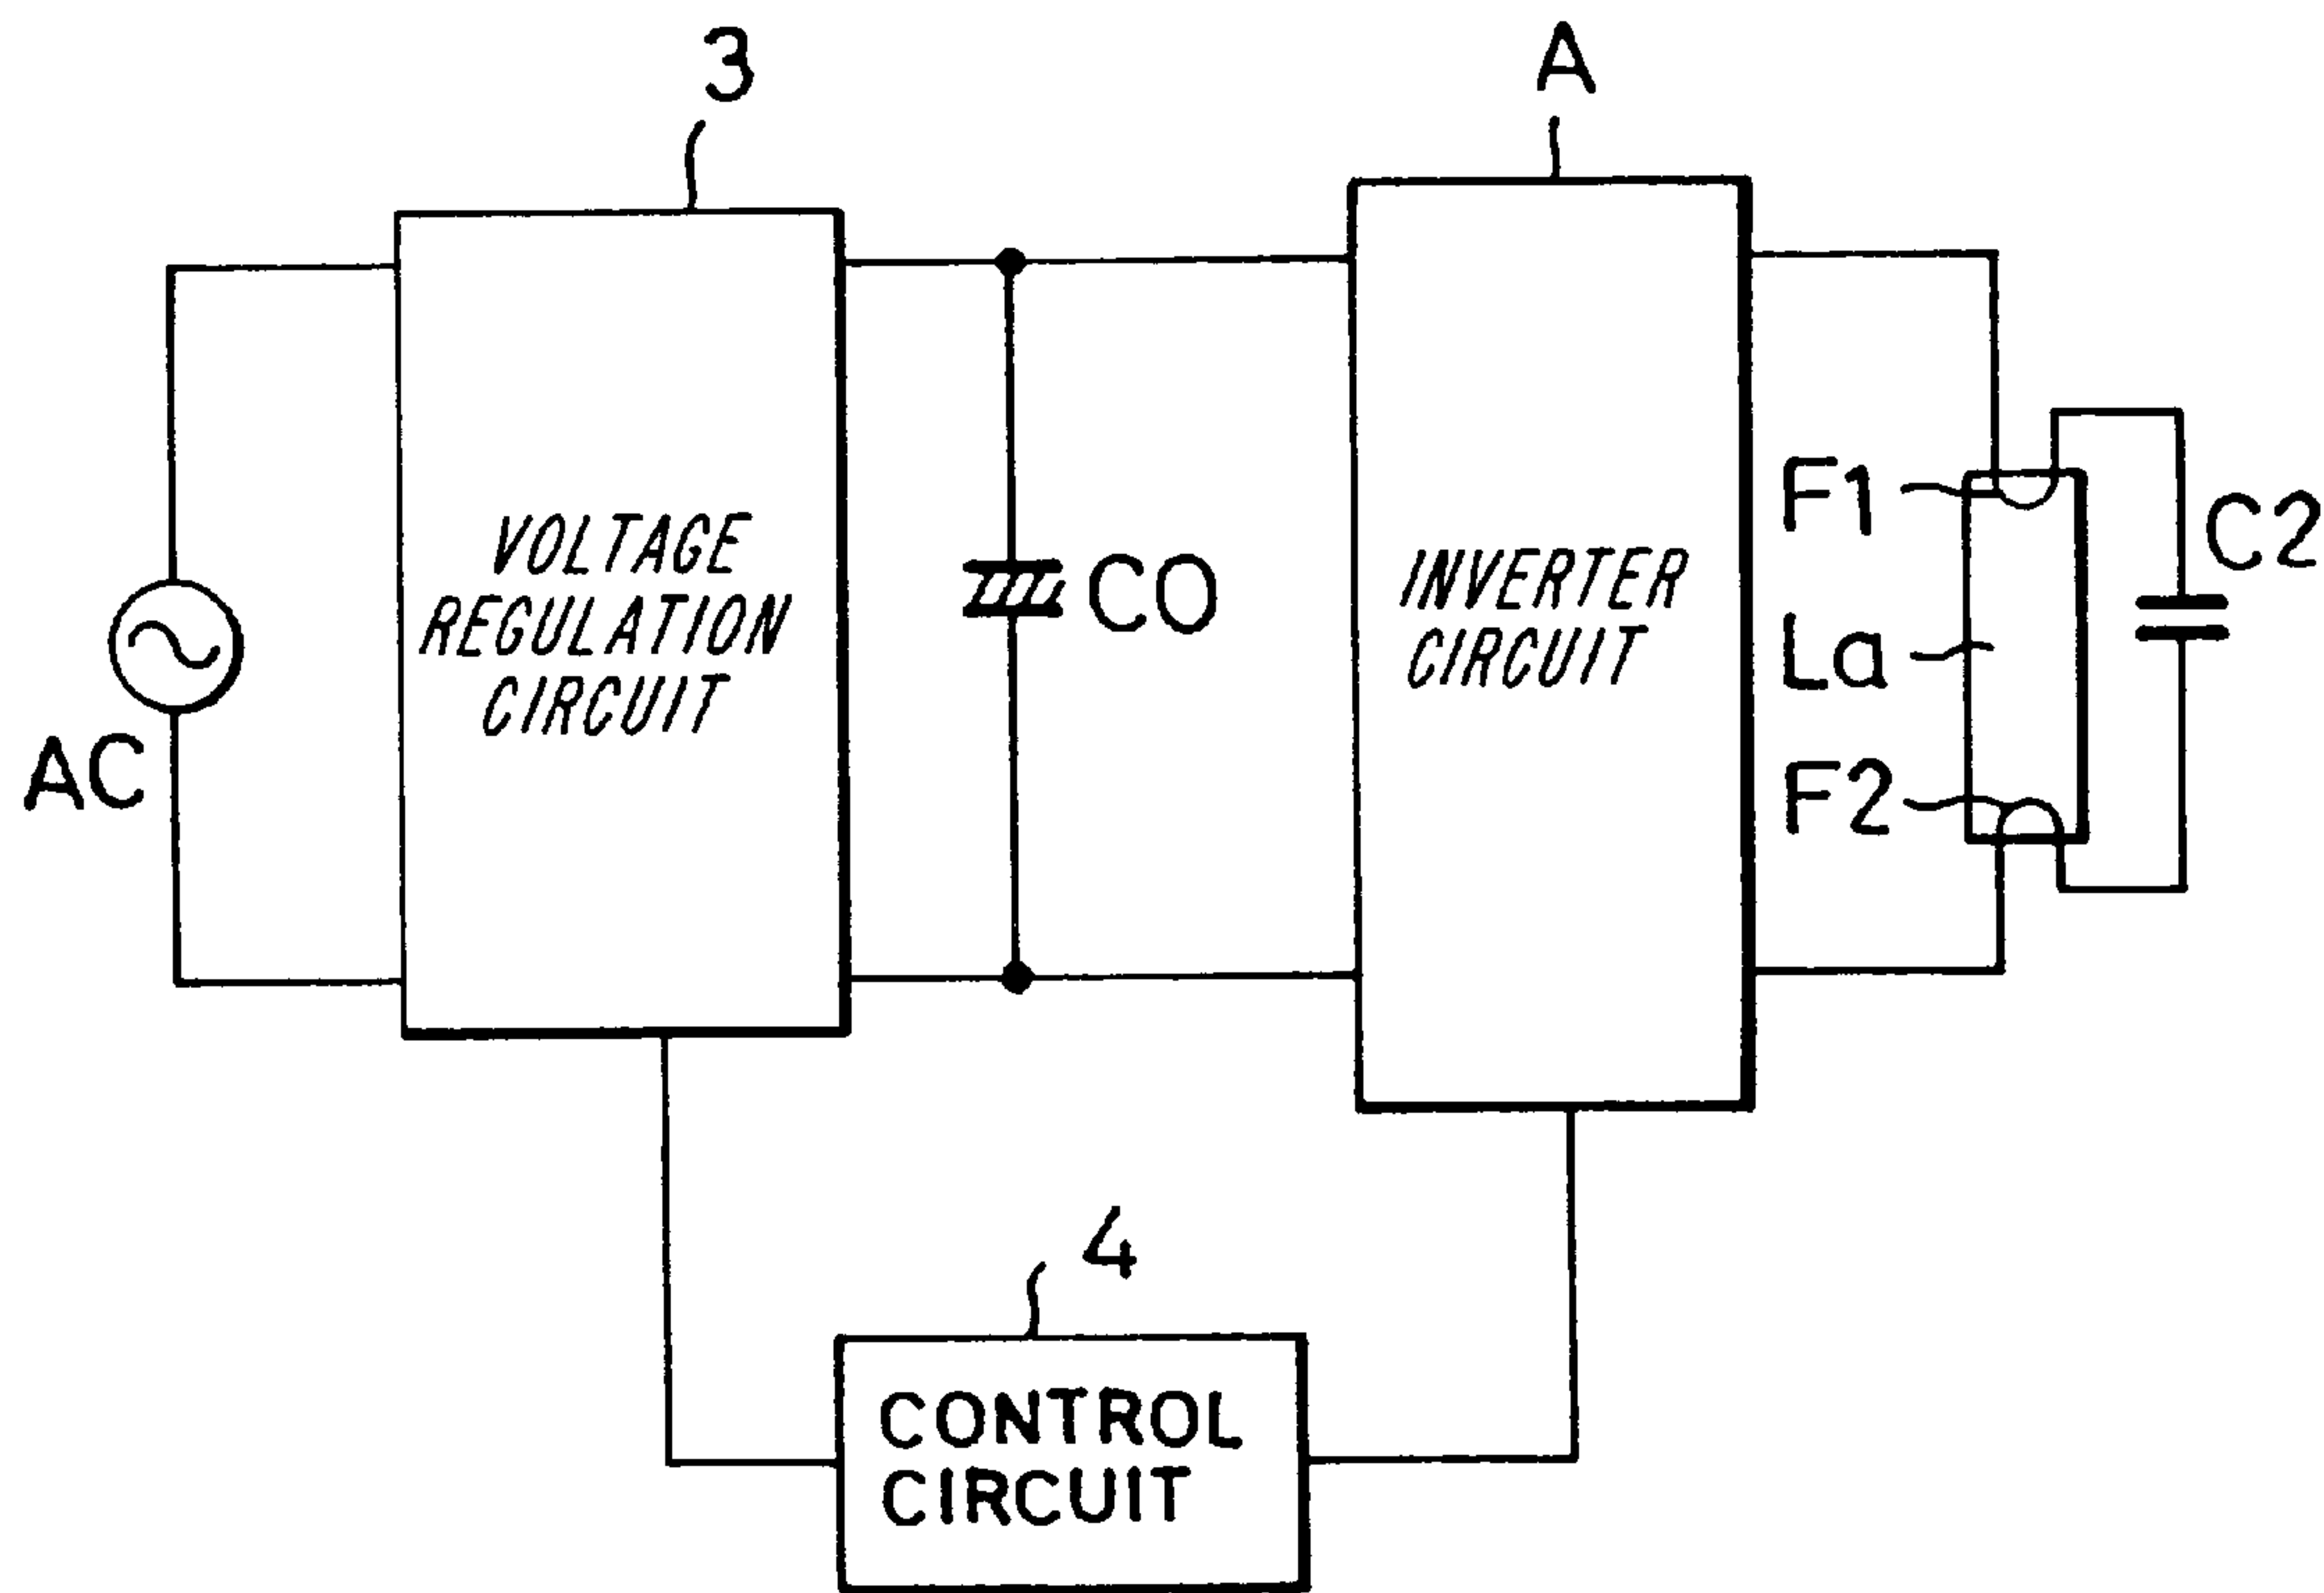 3
A
VOLTAGE
REGULATION
CIRCUIT
AC
CO
INVERTER
CIRCUIT
F1
La
F2
C2
4
CONTROL
CIRCUIT